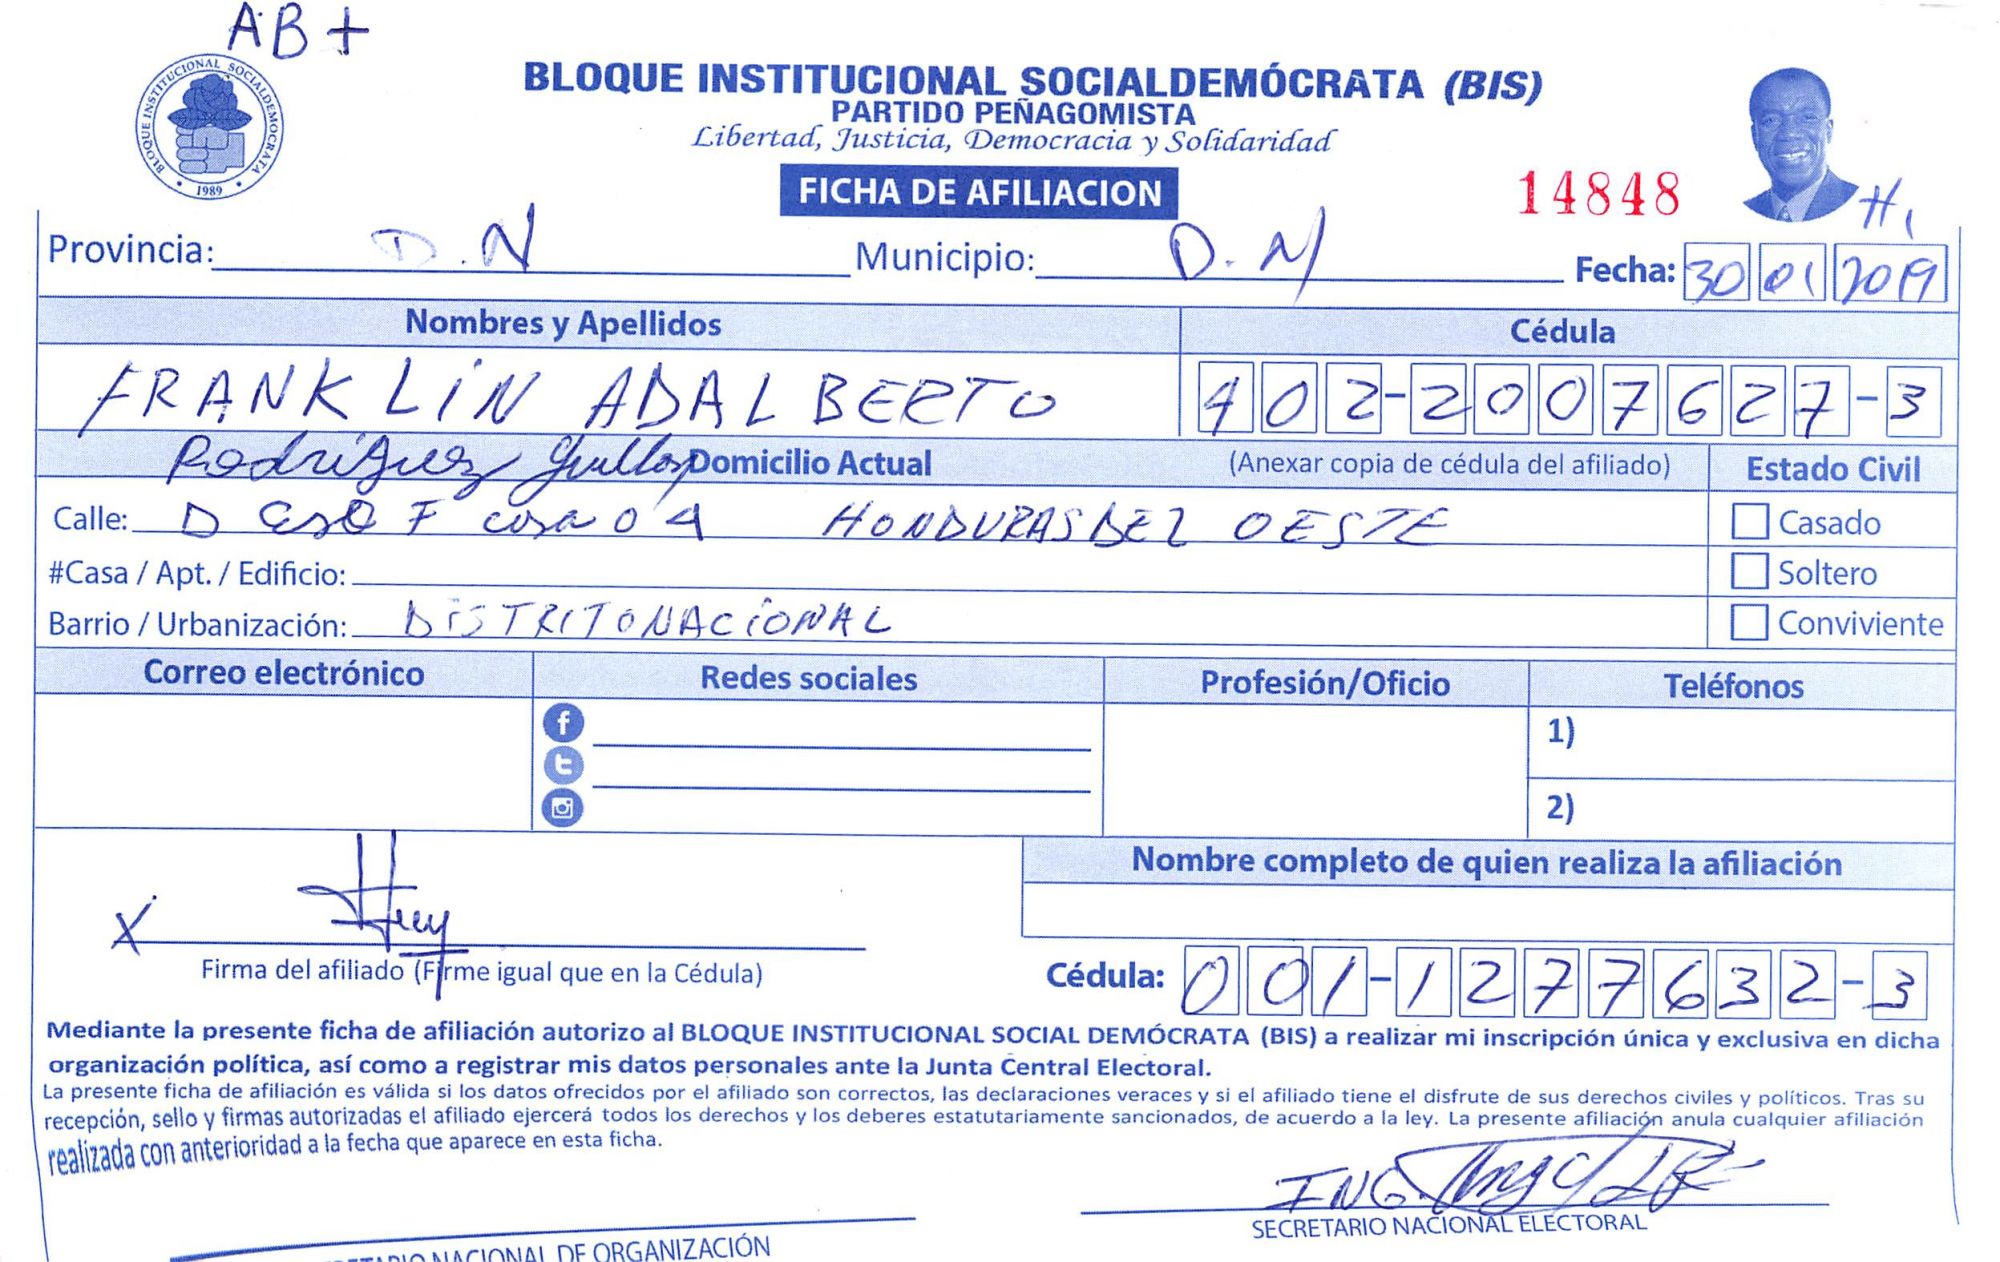 AB+
BLOQUE INSTITUCIONAL SOCIALDEMOCRATA
1989
BLOQUE INSTITUCIONAL SOCIALDEMÓCRATA (BIS)
PARTIDO PEÑAGOMISTA
Libertad, Justicia, Democracia y Solidaridad
FICHA DE AFILIACION
14848
Provincia: D.N Municipio: D.N Fecha: 30 01 2019
Nombres y Apellidos Cédula
FRANKLIN ADALBERTO 402-2007627-3
Rodríguez
Domicilio Actual (Anexar copia de cédula del afiliado) Estado Civil
Calle: D esQ F casa 04 HONDURAS DEL OESTE Casado
#Casa / Apt. / Edificio: Soltero
Barrio / Urbanización: DISTRITO NACIONAL Conviviente
Correo electrónico Redes sociales Profesión/Oficio Teléfonos
1)
2)
Nombre completo de quien realiza la afiliación
X
Firma del afiliado (Firme igual que en la Cédula) Cédula: 001-1277632-3
Mediante la presente ficha de afiliación autorizo al BLOQUE INSTITUCIONAL SOCIAL DEMÓCRATA (BIS) a realizar mi inscripción única y exclusiva en dicha
organización política, así como a registrar mis datos personales ante la Junta Central Electoral.
La presente ficha de afiliación es válida si los datos ofrecidos por el afiliado son correctos, las declaraciones veraces y si el afiliado tiene el disfrute de sus derechos civiles y políticos. Tras su
recepción, sello y firmas autorizadas el afiliado ejercerá todos los derechos y los deberes estatutariamente sancionados, de acuerdo a la ley. La presente afiliación anula cualquier afiliación
realizada con anterioridad a la fecha que aparece en esta ficha.
ING.
SECRETARIO NACIONAL ELECTORAL
NACIONAL DE ORGANIZACIÓN